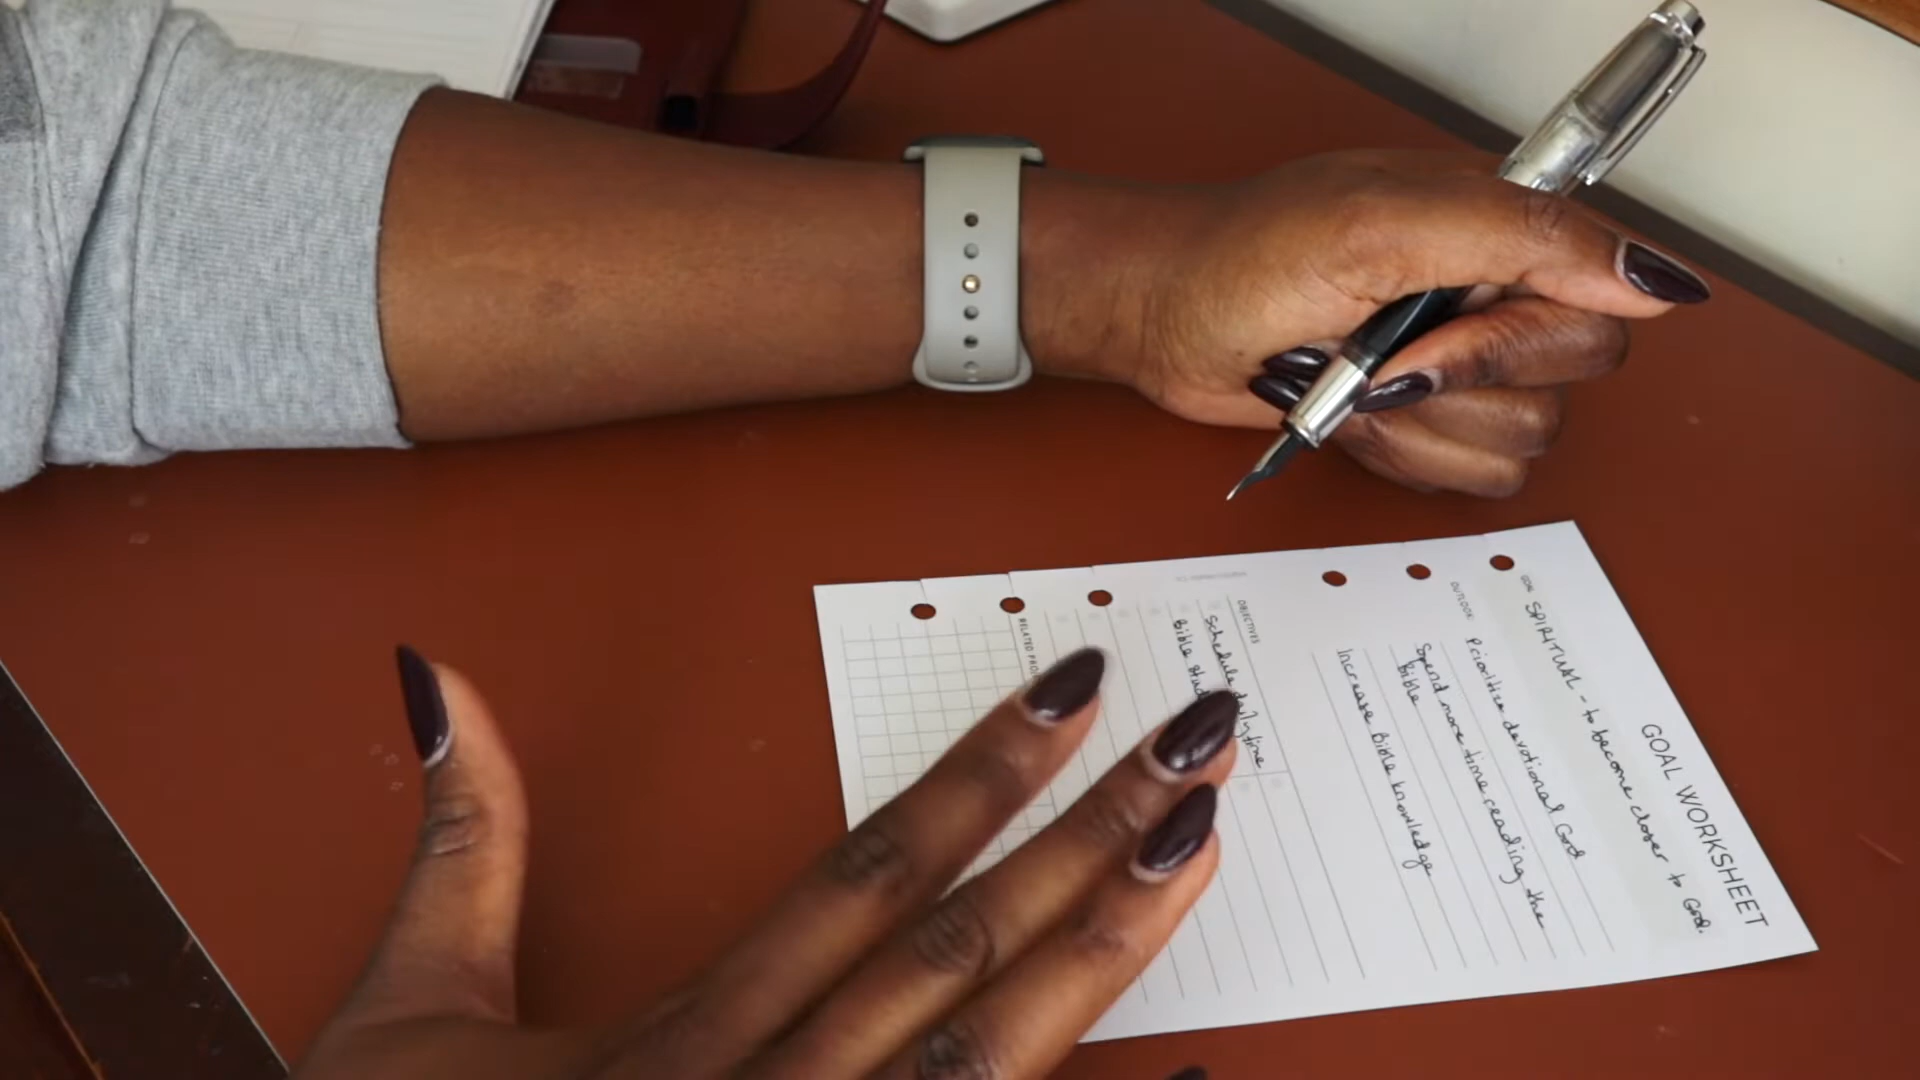 GOAL WORKSHEET
GOAL: SPIRITUAL - to become closer to God.
OUTLOOK: Prioritize devotional God
Spend more time reading the
Bible
Increase Bible knowledge
OBJECTIVES
Schedule daily time
Bible
RELATED